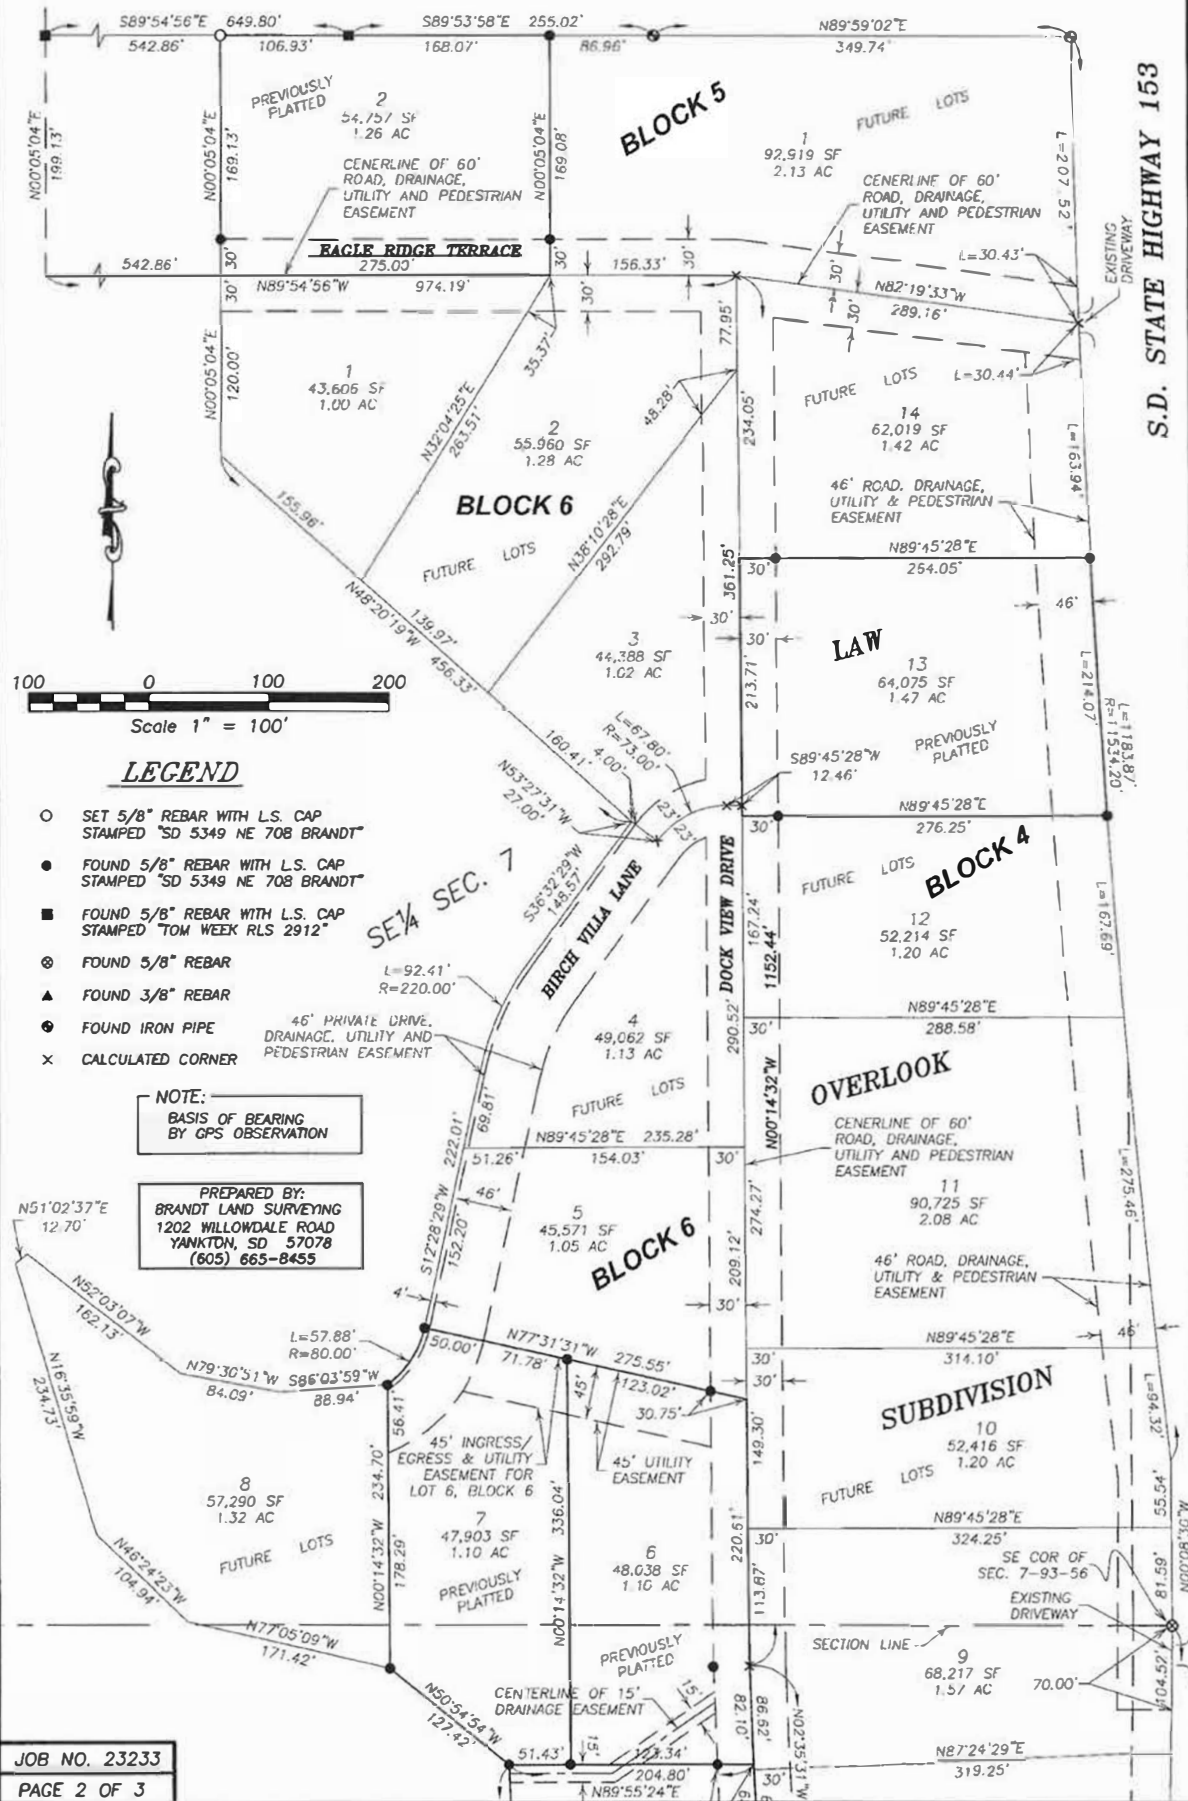 S89°54'56"E 649.80'
542.86'
106.93'
S89°53'58"E 255.02'
168.07'
86.96'
N89°59'02"E
349.74'
S.D. STATE HIGHWAY 153
N00°05'04"E
199.13'
N00°05'04"E
169.13'
PREVIOUSLY
PLATTED
2
54,757 SF
1.26 AC
CENERLINE OF 60'
ROAD, DRAINAGE,
UTILITY AND PEDESTRIAN
EASEMENT
N00°05'04"E
169.08'
BLOCK 5
FUTURE LOTS
1
92,919 SF
2.13 AC
CENERLINE OF 60'
ROAD, DRAINAGE,
UTILITY AND PEDESTRIAN
EASEMENT
L=207.52'
L=30.43'
EXISTING
DRIVEWAY
EAGLE RIDGE TERRACE
542.86'
30'
275.00'
30'
156.33'
30'
N89°54'56"W 974.19'
30'
30'
30'
30'
N82°19'33"W
289.16'
L=30.44'
N00°05'04"E
120.00'
1
43,606 SF
1.00 AC
35.37'
N32°04'25"E
263.51'
2
55,960 SF
1.28 AC
48.28'
77.95'
234.05'
FUTURE LOTS
14
62,019 SF
1.42 AC
L=163.94'
46' ROAD, DRAINAGE,
UTILITY & PEDESTRIAN
EASEMENT
BLOCK 6
FUTURE LOTS
155.96'
N38°10'28"E
292.79'
361.25'
30'
N89°45'28"E
254.05'
N48°20'19"W
139.97'
456.33'
30'
30'
46'
3
44,388 SF
1.02 AC
LAW
213.71'
13
64,075 SF
1.47 AC
L=214.07'
L=1183.87'
R=11534.20'
PREVIOUSLY
PLATTED
100 0 100 200
Scale 1" = 100'
160.41'
L=67.80'
R=73.00'
4.00'
N53°27'31"W
27.00'
S89°45'28"W
12.46'
23'
23'
30'
N89°45'28"E
276.25'
LEGEND
SET 5/8" REBAR WITH L.S. CAP
STAMPED "SD 5349 NE 708 BRANDT"
FOUND 5/8" REBAR WITH L.S. CAP
STAMPED "SD 5349 NE 708 BRANDT"
FOUND 5/8" REBAR WITH L.S. CAP
STAMPED "TOM WEEK RLS 2912"
FOUND 5/8" REBAR
FOUND 3/8" REBAR
FOUND IRON PIPE
CALCULATED CORNER
SE¼ SEC. 7
S36°32'29"W
148.57'
BIRCH VILLA LANE
DOCK VIEW DRIVE
FUTURE LOTS
BLOCK 4
12
52,214 SF
1.20 AC
L=167.69'
167.24'
1152.44'
L=92.41'
R=220.00'
46' PRIVATE DRIVE,
DRAINAGE, UTILITY AND
PEDESTRIAN EASEMENT
4
49,062 SF
1.13 AC
FUTURE LOTS
290.52'
30'
N89°45'28"E
288.58'
N00°14'32"W
OVERLOOK
NOTE:
BASIS OF BEARING
BY GPS OBSERVATION
69.81'
222.01'
N89°45'28"E 235.28'
51.26'
154.03'
30'
CENERLINE OF 60'
ROAD, DRAINAGE,
UTILITY AND PEDESTRIAN
EASEMENT
L=275.46'
PREPARED BY:
BRANDT LAND SURVEYING
1202 WILLOWDALE ROAD
YANKTON, SD 57078
(605) 665-8455
N51°02'37"E
12.70'
S12°28'29"W
152.20'
46'
5
45,571 SF
1.05 AC
BLOCK 6
274.27'
209.12'
11
90,725 SF
2.08 AC
46' ROAD, DRAINAGE,
UTILITY & PEDESTRIAN
EASEMENT
4'
30'
46'
N52°03'07"W
162.13'
L=57.88'
R=80.00'
50.00'
N77°31'31"W 275.55'
71.78'
123.02'
30.75'
45'
30'
30'
N89°45'28"E
314.10'
N16°35'59"W
234.73'
N79°30'51"W
84.09'
S86°03'59"W
88.94'
56.41'
SUBDIVISION
L=94.32'
45' INGRESS/
EGRESS & UTILITY
EASEMENT FOR
LOT 6, BLOCK 6
45' UTILITY
EASEMENT
149.30'
10
52,416 SF
1.20 AC
FUTURE LOTS
55.54'
8
57,290 SF
1.32 AC
FUTURE LOTS
N00°14'32"W 234.70'
178.29'
7
47,903 SF
1.10 AC
PREVIOUSLY
PLATTED
N00°14'32"W 336.04'
6
48,038 SF
1.10 AC
220.61'
113.87'
30'
N89°45'28"E
324.25'
SE COR OF
SEC. 7-93-56
81.59'
EXISTING
DRIVEWAY
N46°24'23"W
104.94'
N77°05'09"W
171.42'
PREVIOUSLY
PLATTED
SECTION LINE
9
68,217 SF
1.57 AC
70.00'
104.52'
N50°54'54"W
127.42'
CENTERLINE OF 15'
DRAINAGE EASEMENT
15'
82.10'
86.62'
N02°35'31"W
15'
51.43'
123.34'
204.80'
N89°55'24"E
30'
N87°24'29"E
319.25'
JOB NO. 23233
PAGE 2 OF 3